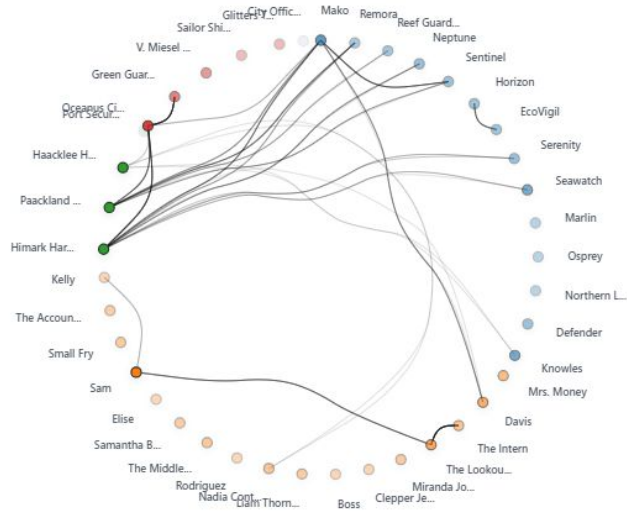 City Offic...
Glitters T...
Sailor Shi...
V. Miesel ...
Green Guar...
Oceanus Ci...
Port Secur...
Haacklee H...
Paackland ...
Himark Har...
Kelly
The Accoun...
Small Fry
Sam
Elise
Samantha B...
The Middle...
Rodriguez
Nadia Cont...
Liam Thorn...
Boss
Clepper Je...
Miranda Jo...
The Lookou...
The Intern
Davis
Mrs. Money
Knowles
Defender
Northern L...
Osprey
Marlin
Seawatch
Serenity
EcoVigil
Horizon
Sentinel
Neptune
Reef Guard...
Remora
Mako